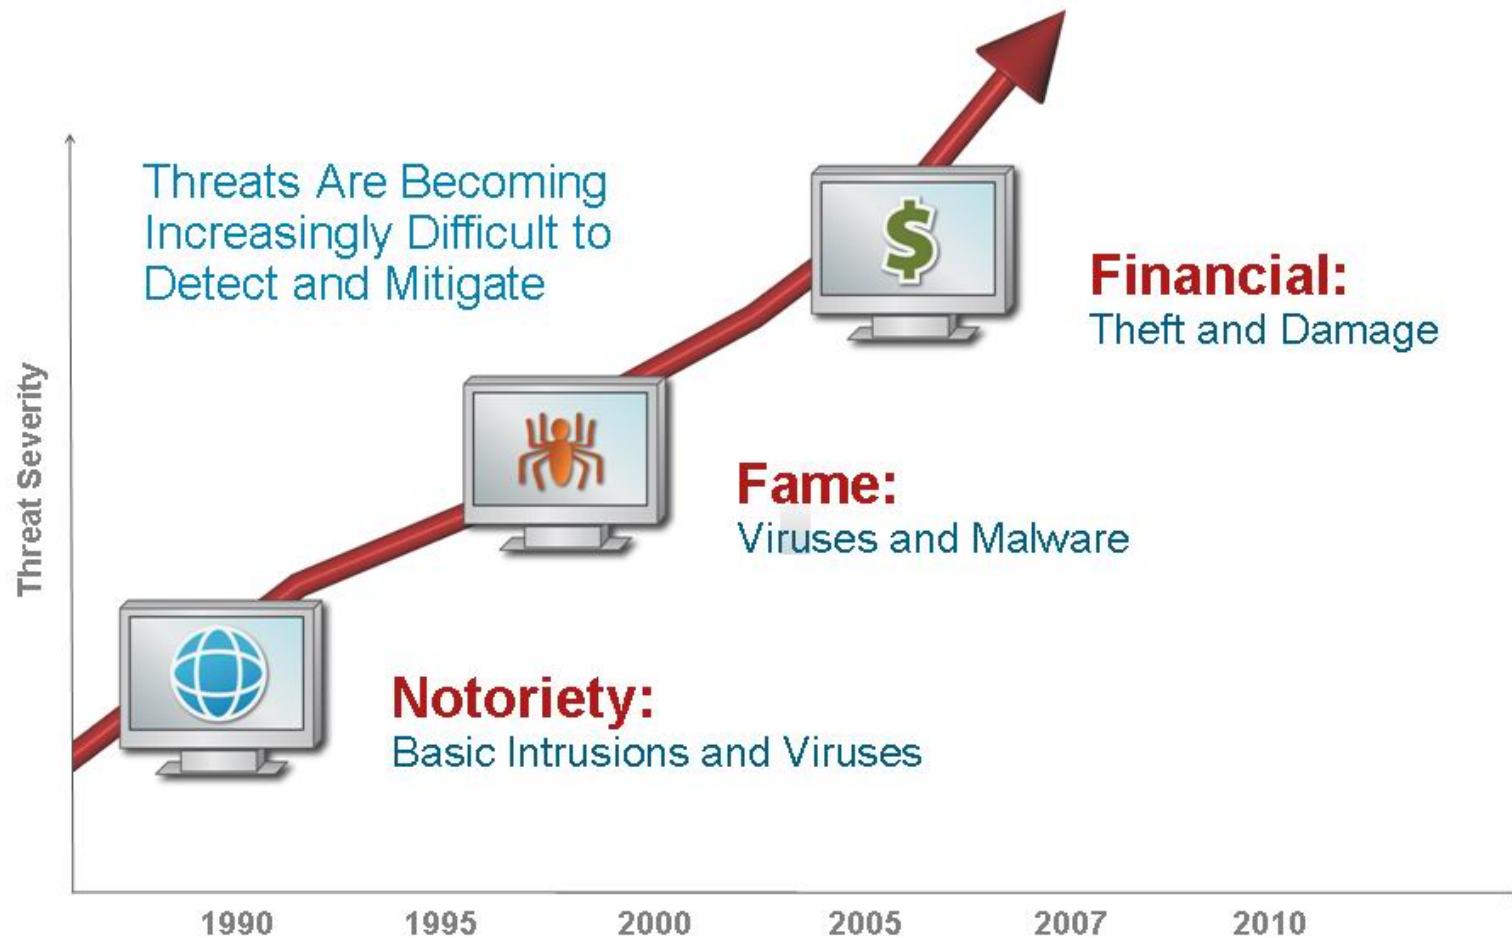 Threats Are Becoming
Increasingly Difficult to
Detect and Mitigate
Financial:
Theft and Damage
Fame:
Viruses and Malware
Notoriety:
Basic Intrusions and Viruses
Threat Severity
1990 1995 2000 2005 2007 2010
$